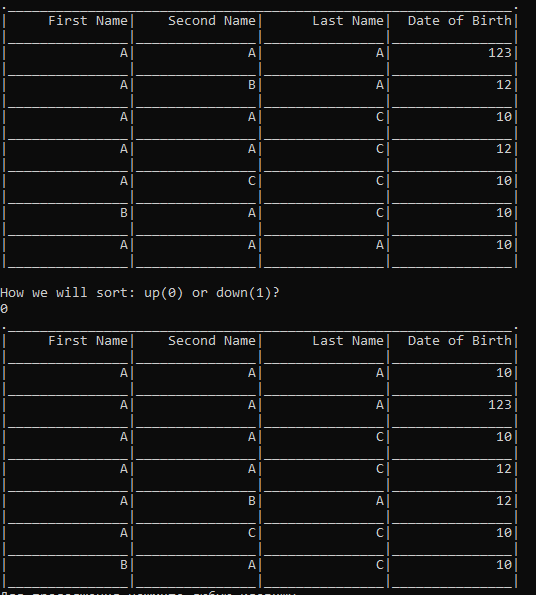 First Name| Second Name| Last Name| Date of Birth|
A| A| A| 123|
A| B| A| 12|
A| A| C| 10|
A| A| C| 12|
A| C| C| 10|
B| A| C| 10|
A| A| A| 10|
How we will sort: up(0) or down(1)?
0
First Name| Second Name| Last Name| Date of Birth|
A| A| A| 10|
A| A| A| 123|
A| A| C| 10|
A| A| C| 12|
A| B| A| 12|
A| C| C| 10|
B| A| C| 10|